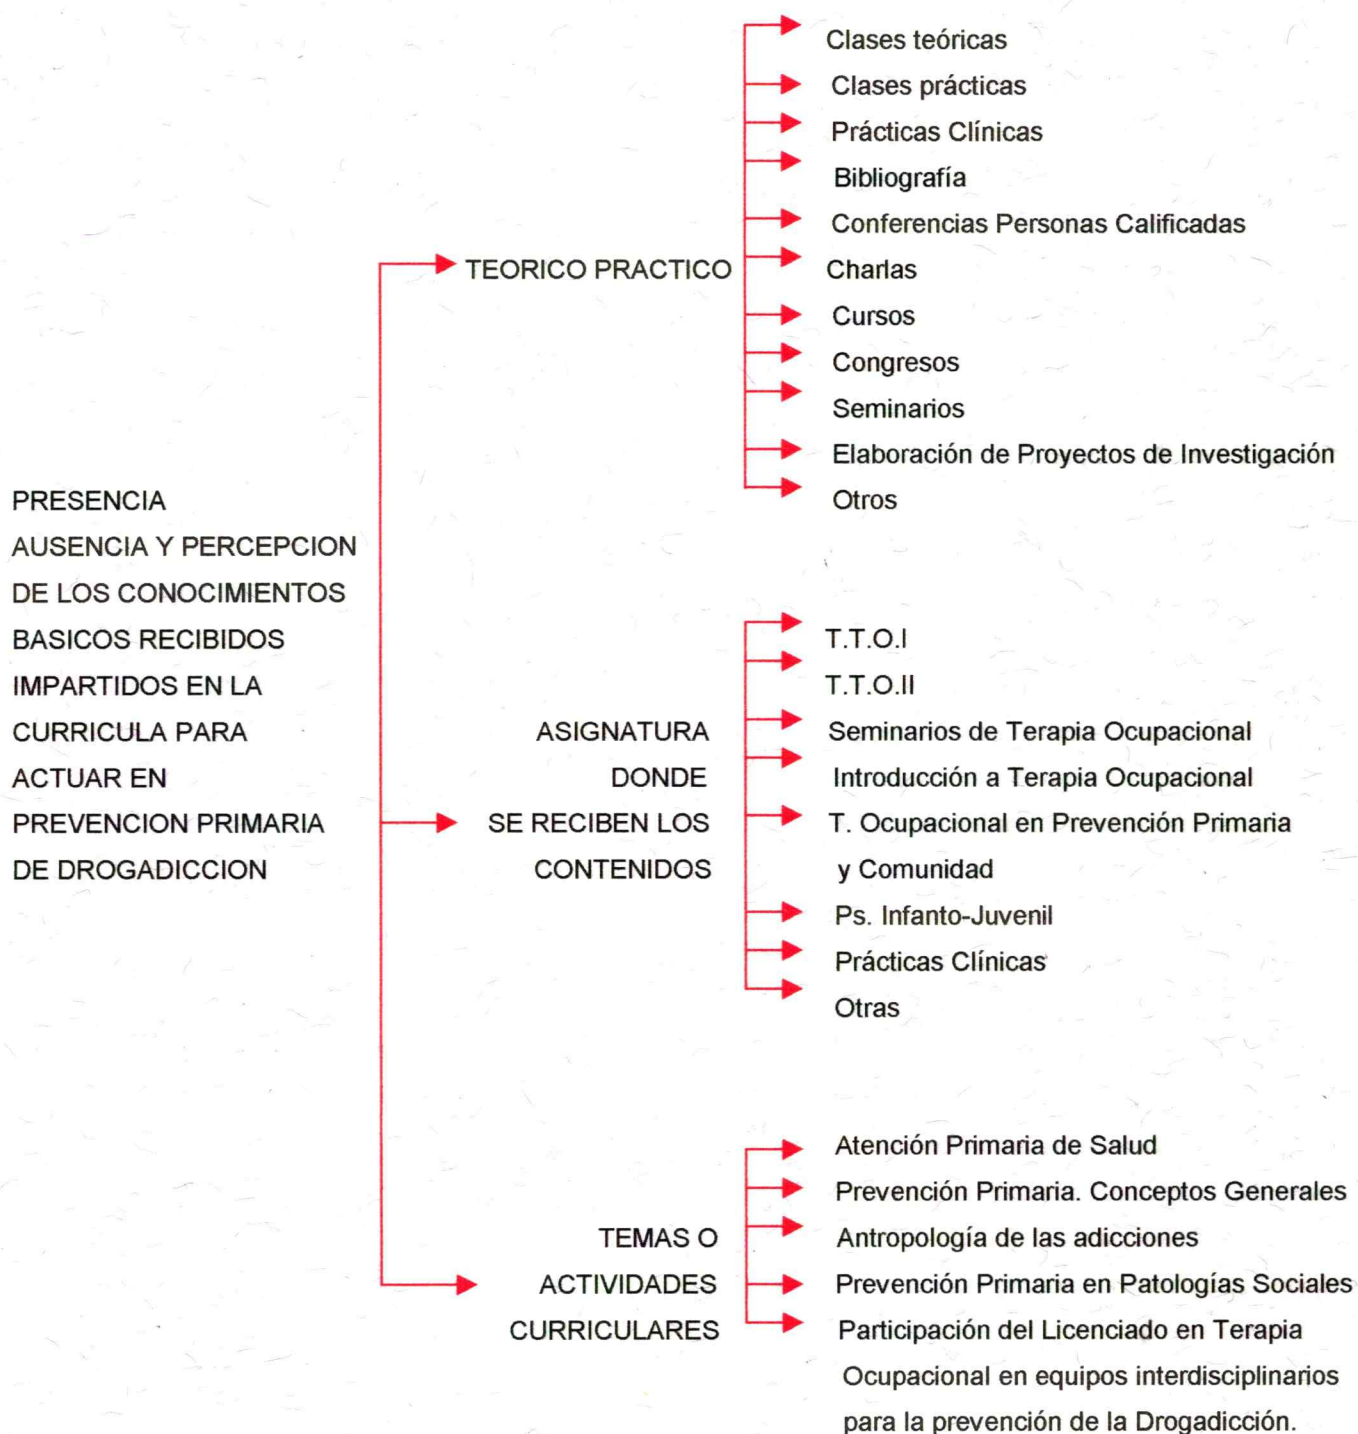 PRESENCIA
AUSENCIA Y PERCEPCION
DE LOS CONOCIMIENTOS
BASICOS RECIBIDOS
IMPARTIDOS EN LA
CURRICULA PARA
ACTUAR EN
PREVENCION PRIMARIA
DE DROGADICCION
TEORICO PRACTICO
Clases teóricas
Clases prácticas
Prácticas Clínicas
Bibliografía
Conferencias Personas Calificadas
Charlas
Cursos
Congresos
Seminarios
Elaboración de Proyectos de Investigación
Otros
ASIGNATURA
DONDE
SE RECIBEN LOS
CONTENIDOS
T.T.O.I
T.T.O.II
Seminarios de Terapia Ocupacional
Introducción a Terapia Ocupacional
T. Ocupacional en Prevención Primaria
y Comunidad
Ps. Infanto-Juvenil
Prácticas Clínicas
Otras
TEMAS O
ACTIVIDADES
CURRICULARES
Atención Primaria de Salud
Prevención Primaria. Conceptos Generales
Antropología de las adicciones
Prevención Primaria en Patologías Sociales
Participación del Licenciado en Terapia
Ocupacional en equipos interdisciplinarios
para la prevención de la Drogadicción.